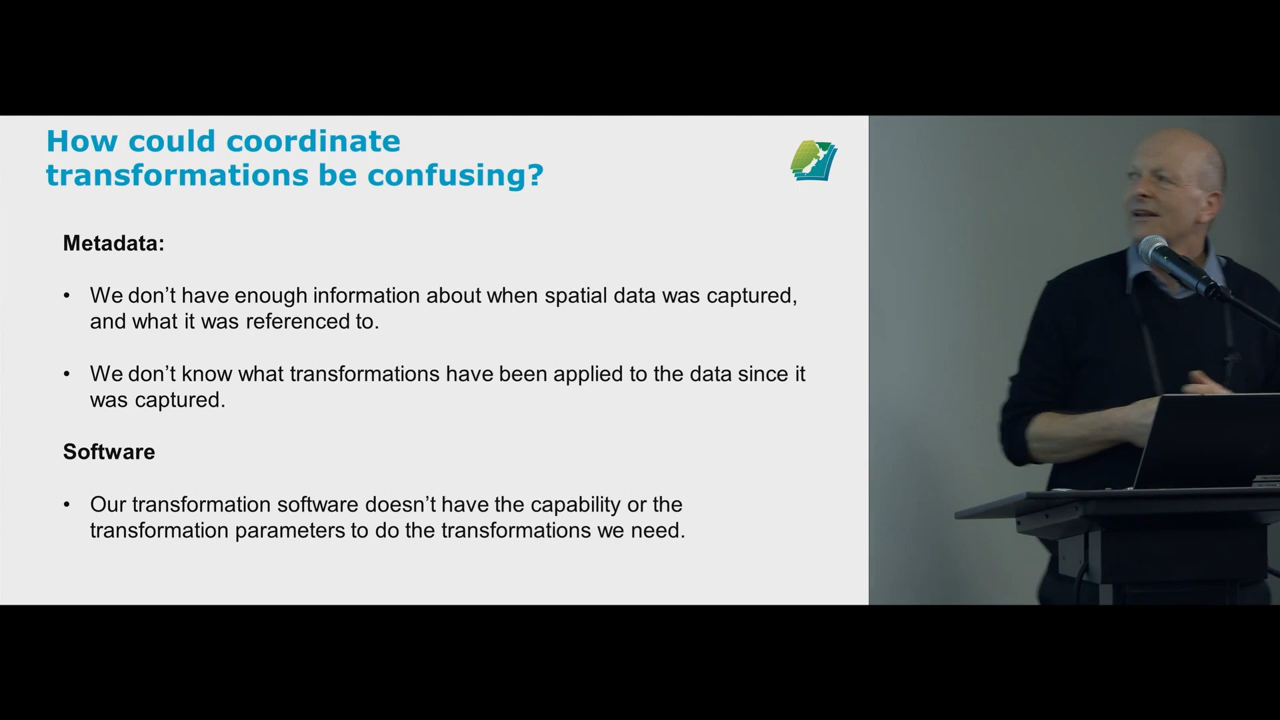 How could coordinate
transformations be confusing?
Metadata:
• We don’t have enough information about when spatial data was captured,
and what it was referenced to.
• We don’t know what transformations have been applied to the data since it
was captured.
Software
• Our transformation software doesn’t have the capability or the
transformation parameters to do the transformations we need.